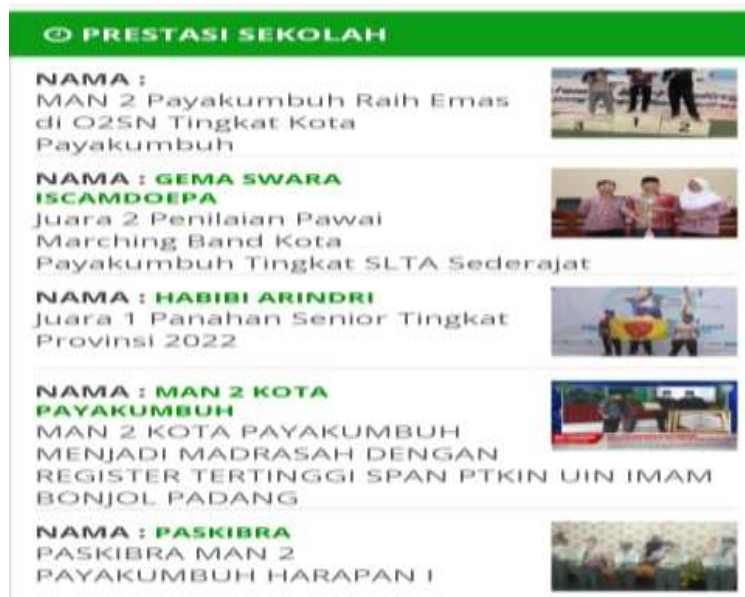 PRESTASI SEKOLAH
NAMA :
MAN 2 Payakumbuh Raih Emas
di O2SN Tingkat Kota
Payakumbuh
NAMA : GEMA SWARA
ISCAMDOEPA
Juara 2 Penilaian Pawai
Marching Band Kota
Payakumbuh Tingkat SLTA Sederajat
NAMA : HABIBI ARINDRI
Juara 1 Panahan Senior Tingkat
Provinsi 2022
NAMA : MAN 2 KOTA
PAYAKUMBUH
MAN 2 KOTA PAYAKUMBUH
MENJADI MADRASAH DENGAN
REGISTER TERTINGGI SPAN PTKIN UIN IMAM
BONJOL PADANG
NAMA : PASKIBRA
PASKIBRA MAN 2
PAYAKUMBUH HARAPAN I
3 1 2